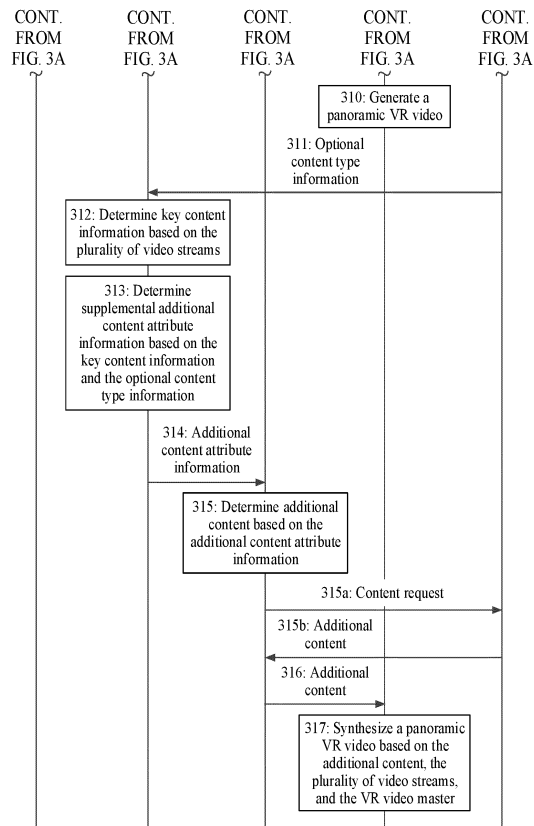 CONT.
FROM
FIG. 3A
CONT.
FROM
FIG. 3A
CONT.
FROM
FIG. 3A
CONT.
FROM
FIG. 3A
CONT.
FROM
FIG. 3A
310: Generate a
panoramic VR video
311: Optional
content type
information
312: Determine key content
information based on the
plurality of video streams
313: Determine
supplemental additional
content attribute
information based on the
key content information
and the optional content
type information
314: Additional
content attribute
information
315: Determine additional
content based on the
additional content attribute
information
315a: Content request
315b: Additional
content
316: Additional
content
317: Synthesize a panoramic
VR video based on the
additional content, the
plurality of video streams,
and the VR video master